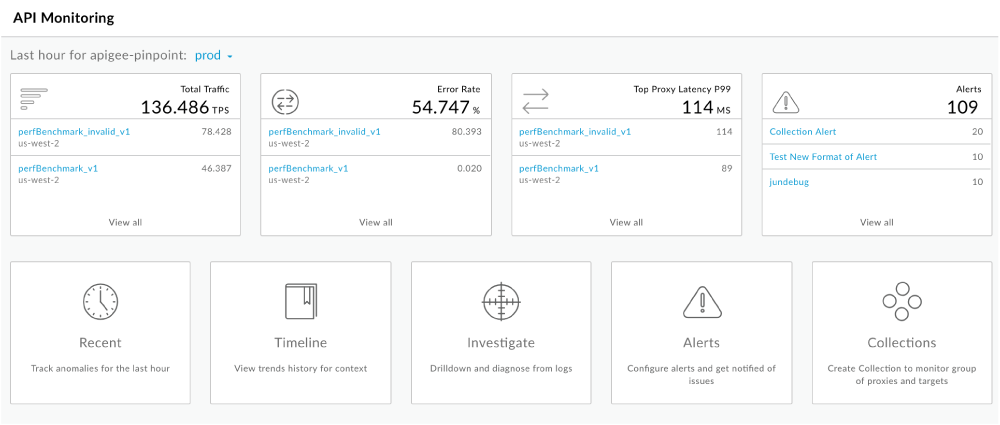 API Monitoring
Last hour for apigee-pinpoint: prod
Total Traffic
136.486 TPS
perfBenchmark_invalid_v1 78.428
us-west-2
perfBenchmark_v1 46.387
us-west-2
View all
Error Rate
54.747 %
perfBenchmark_invalid_v1 80.393
us-west-2
perfBenchmark_v1 0.020
us-west-2
View all
Top Proxy Latency P99
114 MS
perfBenchmark_invalid_v1 114
us-west-2
perfBenchmark_v1 89
us-west-2
View all
Alerts
109
Collection Alert 20
Test New Format of Alert 10
jundebug 10
View all
Recent
Track anomalies for the last hour
Timeline
View trends history for context
Investigate
Drilldown and diagnose from logs
Alerts
Configure alerts and get notified of
issues
Collections
Create Collection to monitor group
of proxies and targets